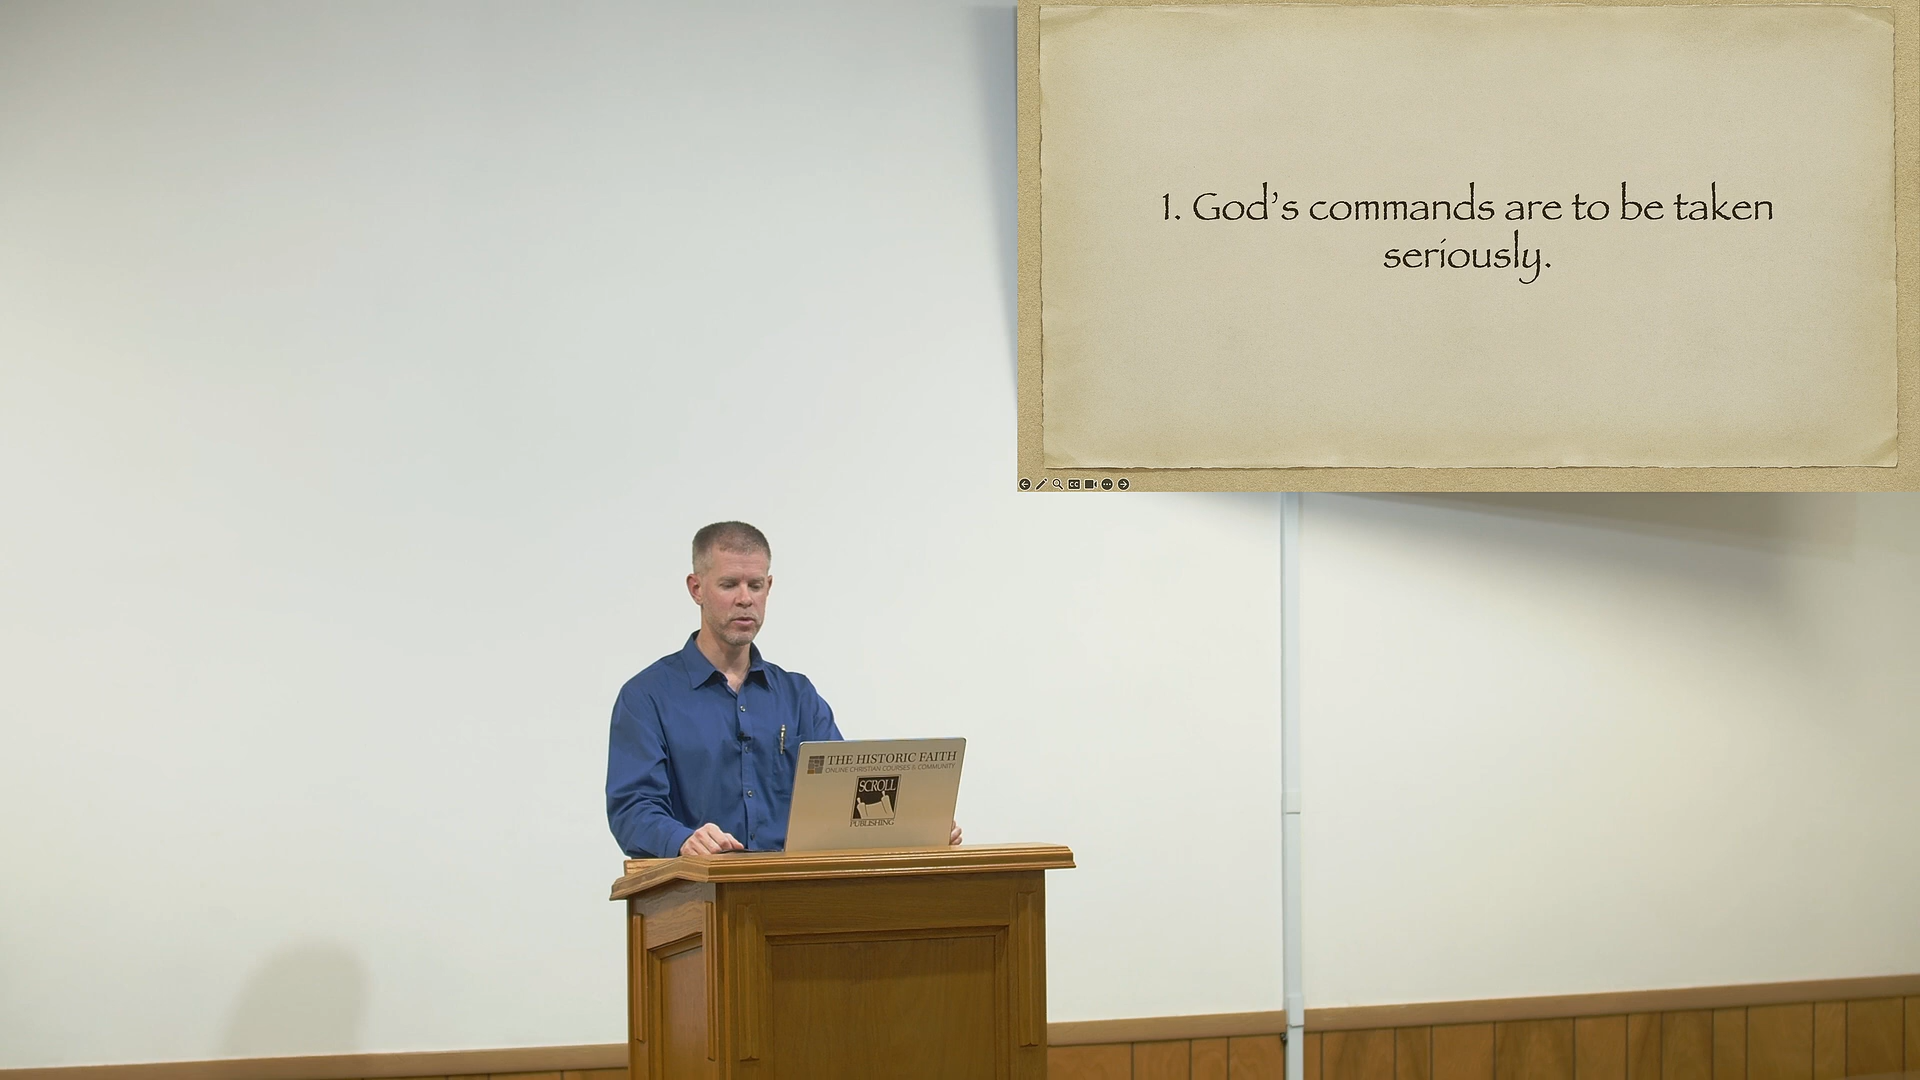 1. God's commands are to be taken
seriously.
THE HISTORIC FAITH
ONLINE CHRISTIAN COURSES & COMMUNITY
SCROLL
PUBLISHING